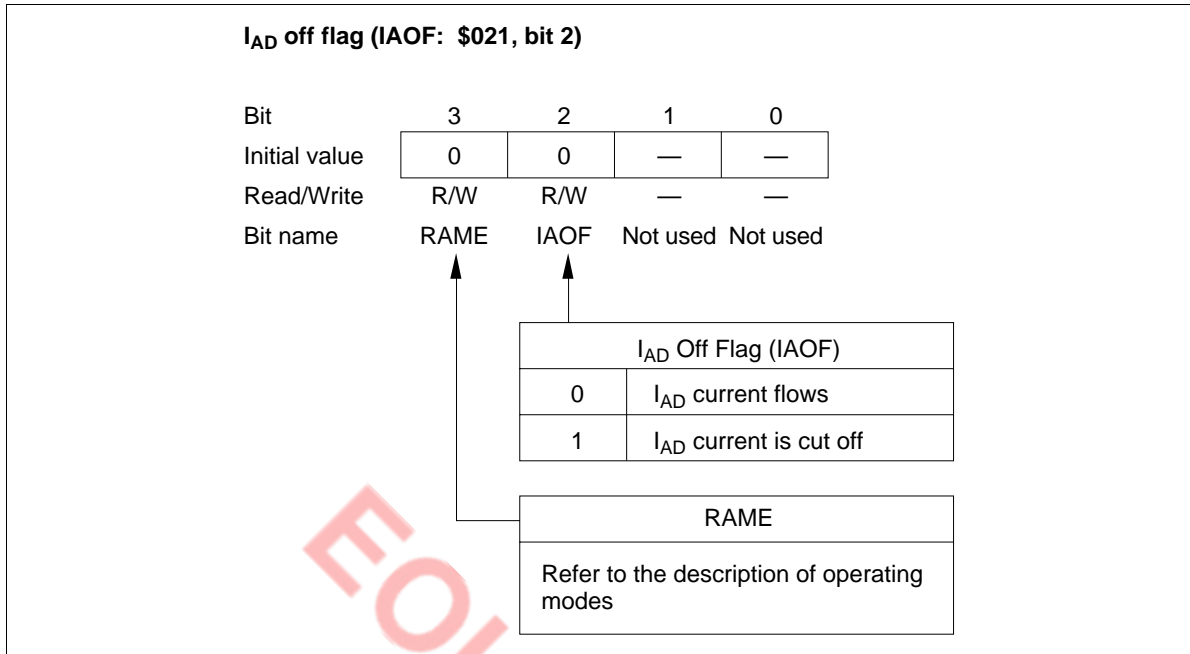 IAD off flag (IAOF: $021, bit 2)
Bit 3 2 1 0
Initial value 0 0 — —
Read/Write R/W R/W — —
Bit name RAME IAOF Not used Not used
IAD Off Flag (IAOF)
0 IAD current flows
1 IAD current is cut off
RAME
Refer to the description of operating
modes